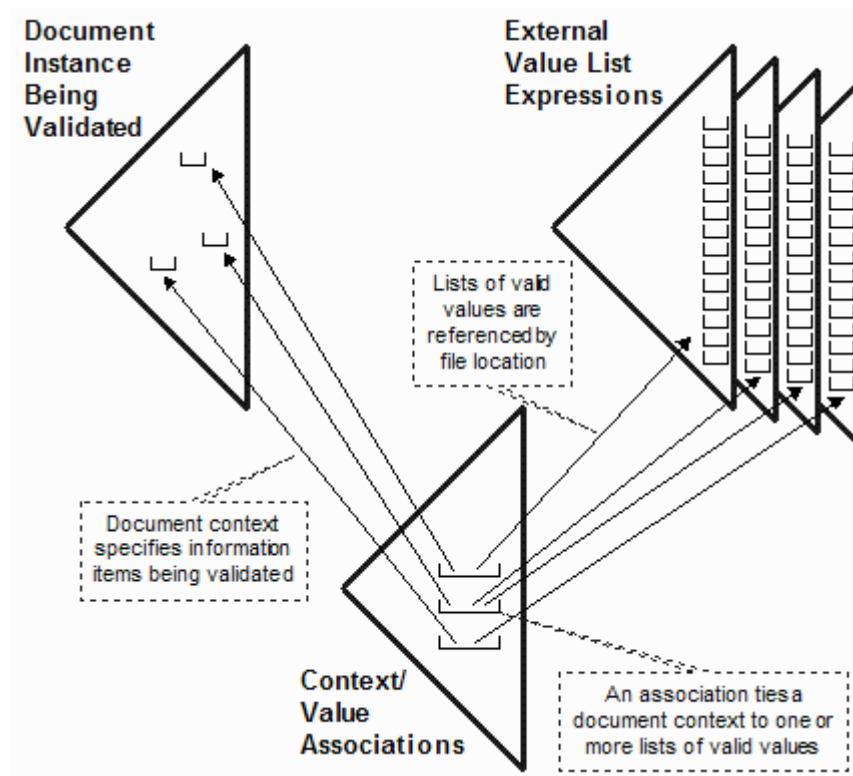 Document
Instance
Being
Validated
External
Value List
Expressions
Lists of valid
values are
referenced by
file location
Document context
specifies information
items being validated
Context/
Value
Associations
An association ties a
document context to one or
more lists of valid values